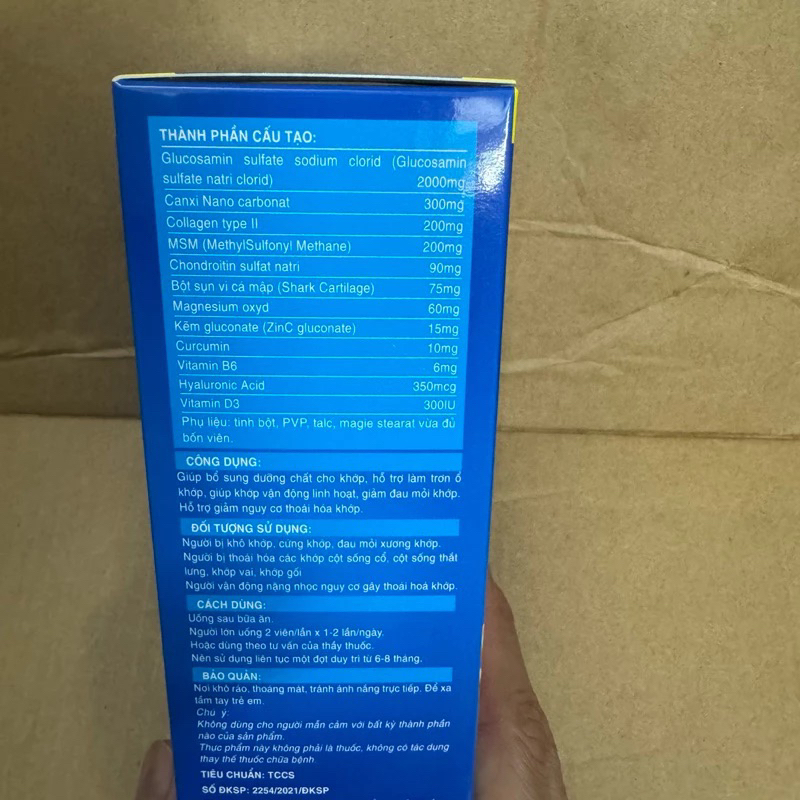 THÀNH PHẦN CẤU TẠO:
Glucosamin sulfate sodium clorid (Glucosamin
sulfate natri clorid) 2000mg
Canxi Nano carbonat 300mg
Collagen type II 200mg
MSM (MethylSulfonyl Methane) 200mg
Chondroitin sulfat natri 90mg
Bột sụn vi cá mập (Shark Cartilage) 75mg
Magnesium oxyd 60mg
Kẽm gluconate (ZinC gluconate) 15mg
Curcumin 10mg
Vitamin B6 6mg
Hyaluronic Acid 350mcg
Vitamin D3 300IU
Phụ liệu: tinh bột, PVP, talc, magie stearat vừa đủ
bốn viên.
CÔNG DỤNG:
Giúp bổ sung dưỡng chất cho khớp, hỗ trợ làm trơn ổ
khớp, giúp khớp vận động linh hoạt, giảm đau mỏi khớp.
Hỗ trợ giảm nguy cơ thoái hóa khớp.
ĐỐI TƯỢNG SỬ DỤNG:
Người bị khô khớp, cứng khớp, đau mỏi xương khớp.
Người bị thoái hóa các khớp cột sống cổ, cột sống thắt
lưng, khớp vai, khớp gối
Người vận động nặng nhọc nguy cơ gây thoái hoá khớp.
CÁCH DÙNG:
Uống sau bữa ăn.
Người lớn uống 2 viên/lần x 1-2 lần/ngày.
Hoặc dùng theo tư vấn của thầy thuốc.
Nên sử dụng liên tục một đợt duy trì từ 6-8 tháng.
BẢO QUẢN:
Nơi khô ráo, thoáng mát, tránh ánh nắng trực tiếp. Để xa
tầm tay trẻ em.
Chú ý:
Không dùng cho người mẫn cảm với bất kỳ thành phần
nào của sản phẩm.
Thực phẩm này không phải là thuốc, không có tác dụng
thay thế thuốc chữa bệnh
TIÊU CHUẨN: TCCS
SỐ ĐKSP: 2254/2021/ĐKSP